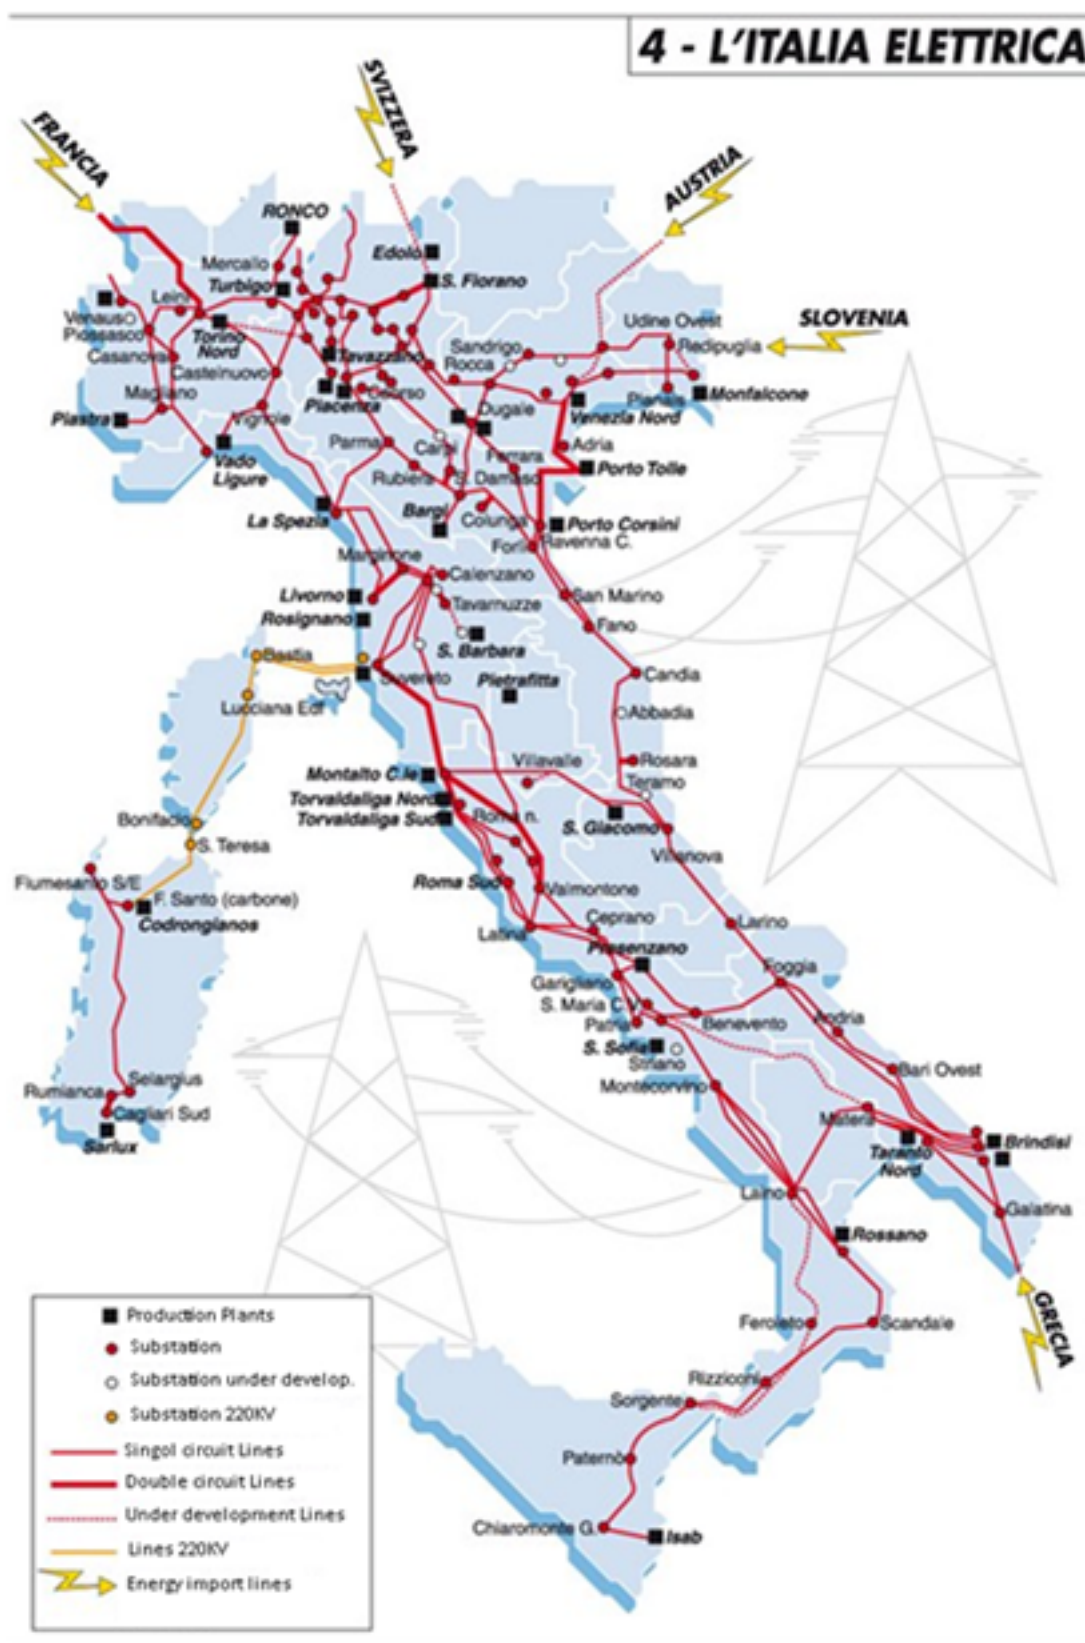 4 - L'ITALIA ELETTRICA
SVIZZERA
FRANCIA
AUSTRIA
RONCO
Edolo
Mercallo
S. Fiorano
Turbigo
Leini
SLOVENIA
Venaus
Udine Ovest
Piossasco
Torino
Nord
Sandrigo
Redipuglia
Casanova
Tavazzano
Rocca
Castelnuovo
Magliano
Caorso
Planais
Monfalcone
Piacenza
Dugale
Venezia Nord
Piastra
Vignole
Parma
Carpi
Adria
Ferrara
Vado
Ligure
Rubiera
S. Damaso
Porto Tolle
La Spezia
Bargi
Colunga
Porto Corsini
Forlì
Ravenna C.
Marginone
Calenzano
Livorno
Tavarnuzze
San Marino
Rosignano
Fano
S. Barbara
Bastia
Suvereto
Pietrafitta
Candia
Lucciana Edf
Abbadia
Villavalle
Rosara
Montalto C.le
Teramo
Torvaldaliga Nord
Torvaldaliga Sud
Roma n.
Bonifacio
S. Giacomo
S. Teresa
Villanova
Fiumesanto S/E
Roma Sud
Valmontone
F. Santo (carbone)
Codrongianos
Ceprano
Larino
Latina
Presenzano
Foggia
Garigliano
S. Maria C.V.
Patria
Benevento
Andria
S. Sofia
Striano
Bari Ovest
Selargius
Montecorvino
Rumianca
Cagliari Sud
Matera
Sarlux
Taranto
Nord
Brindisi
Laino
Galatina
Rossano
GRECIA
Feroleto
Scandale
Rizziconi
Sorgente
Paternò
Chiaromonte G.
Isab
Production Plants
Substation
Substation under develop.
Substation 220KV
Singol circuit Lines
Double circuit Lines
Under development Lines
Lines 220KV
Energy import lines